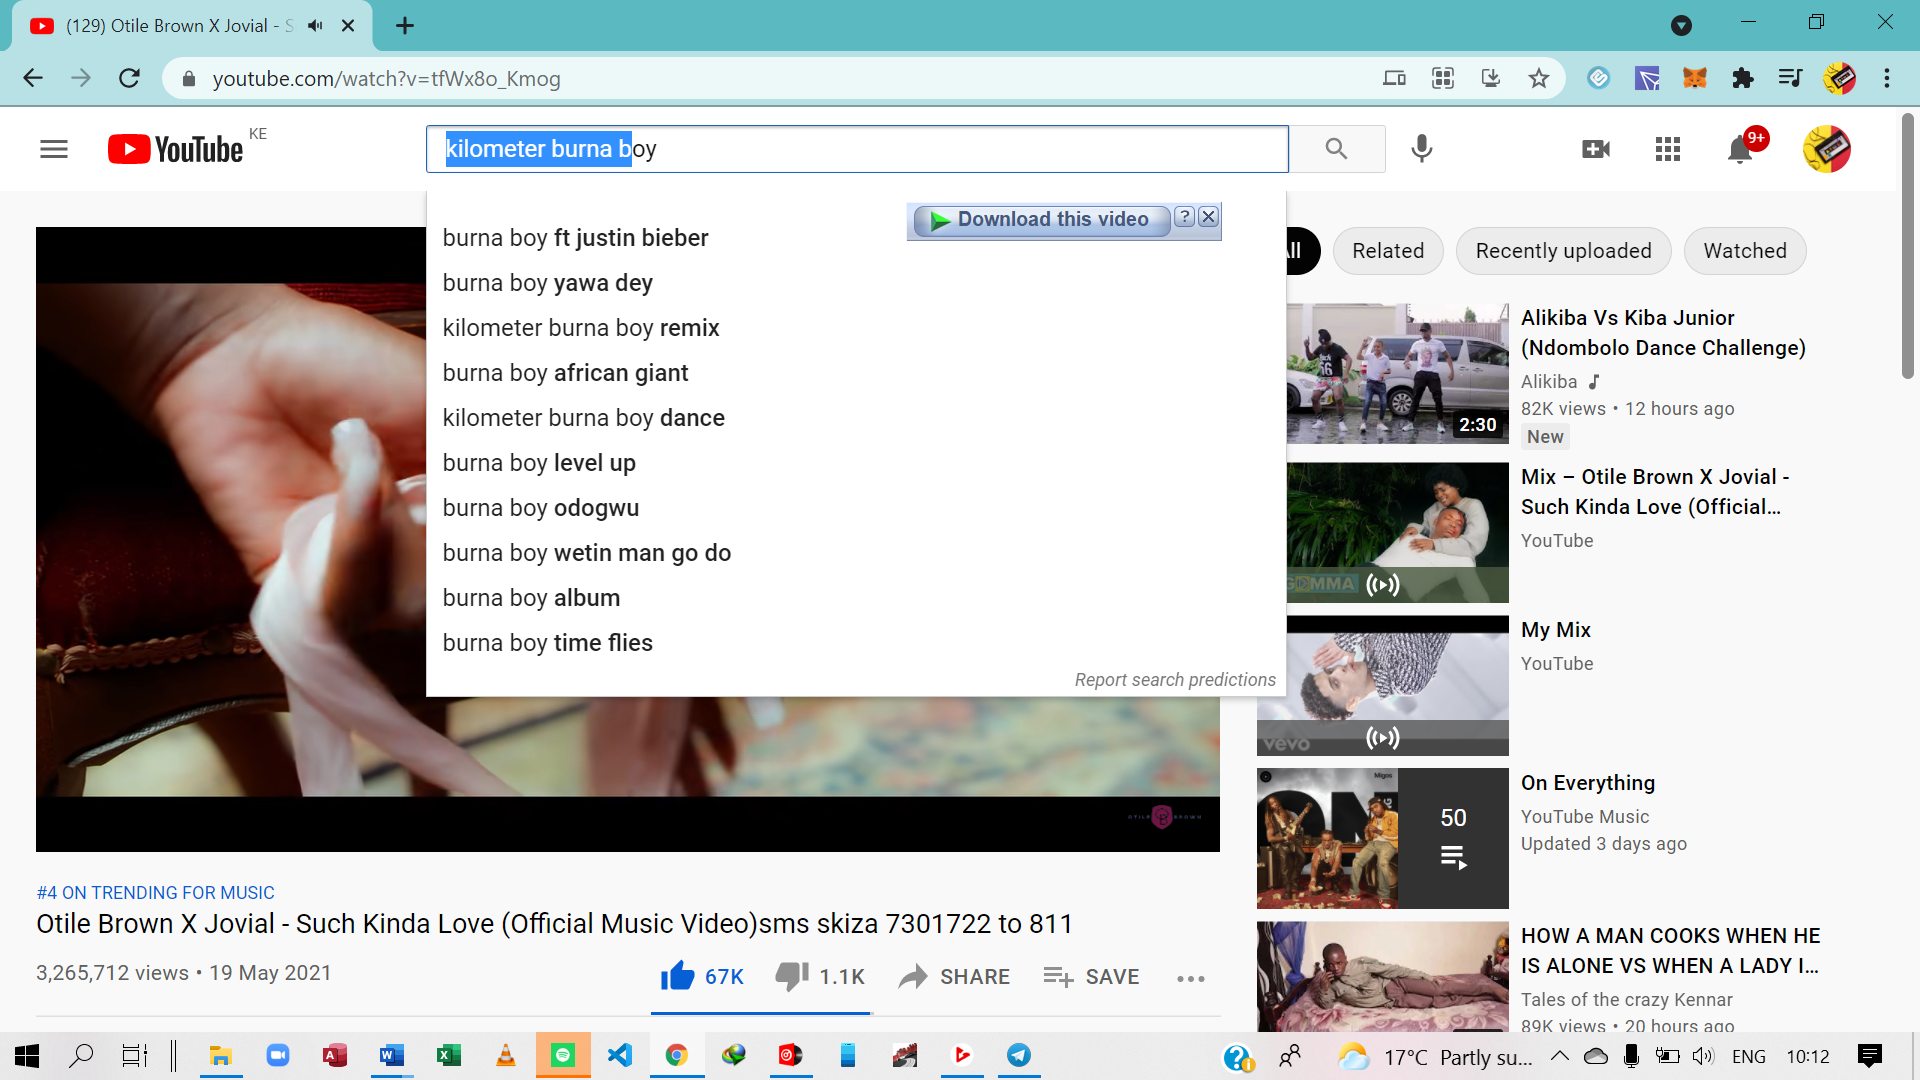 (129) Otile Brown X Jovial - S
youtube.com/watch?v=tfWx8o_Kmog
YouTube KE
kilometer burna boy
9+
Download this video ?
burna boy ft justin bieber
burna boy yawa dey
kilometer burna boy remix
burna boy african giant
kilometer burna boy dance
burna boy level up
burna boy odogwu
burna boy wetin man go do
burna boy album
burna boy time flies
Report search predictions
OTILE BROWN
#4 ON TRENDING FOR MUSIC
Otile Brown X Jovial - Such Kinda Love (Official Music Video)sms skiza 7301722 to 811
3,265,712 views • 19 May 2021
67K 1.1K SHARE SAVE
Related Recently uploaded Watched
2:30
Alikiba Vs Kiba Junior
(Ndombolo Dance Challenge)
Alikiba
82K views • 12 hours ago
New
Mix – Otile Brown X Jovial -
Such Kinda Love (Official...
YouTube
My Mix
YouTube
vevo
Migos
50
On Everything
YouTube Music
Updated 3 days ago
HOW A MAN COOKS WHEN HE
IS ALONE VS WHEN A LADY I...
Tales of the crazy Kennar
89K views • 20 hours ago
17°C Partly su... ENG 10:12